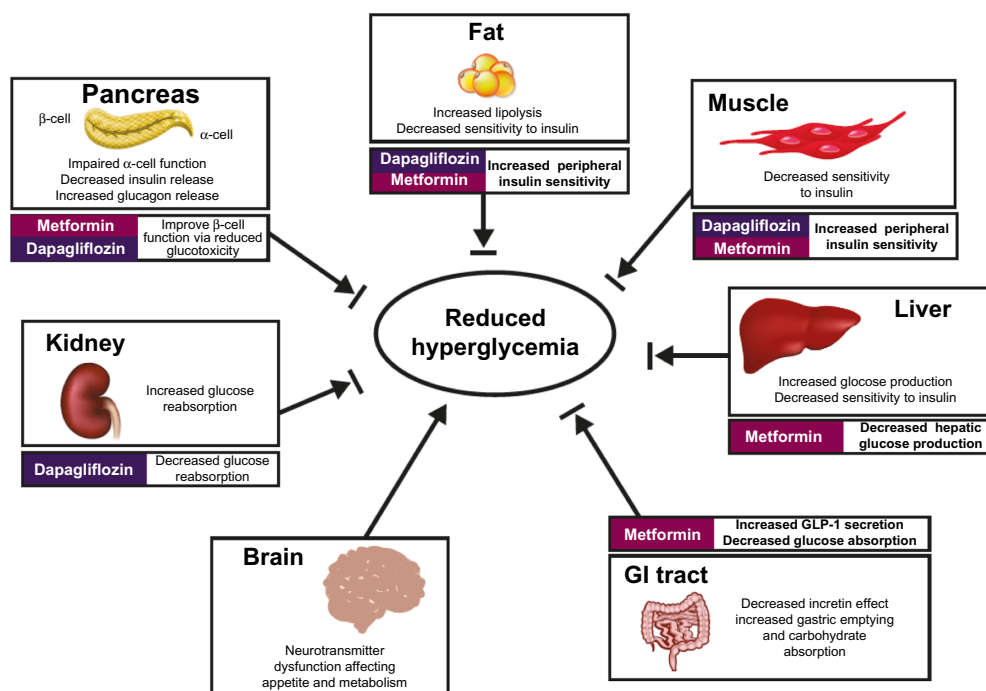 Fat
Increased lipolysis
Decreased sensitivity to insulin
Dapagliflozin
Metformin
Increased peripheral
insulin sensitivity
Pancreas
β-cell
α-cell
Impaired α-cell function
Decreased insulin release
Increased glucagon release
Metformin
Dapagliflozin
Improve β-cell
function via reduced
glucotoxicity
Muscle
Decreased sensitivity
to insulin
Dapagliflozin
Metformin
Increased peripheral
insulin sensitivity
Reduced
hyperglycemia
Kidney
Increased glucose
reabsorption
Dapagliflozin
Decreased glucose
reabsorption
Liver
Increased glocose production
Decreased sensitivity to insulin
Metformin
Decreased hepatic
glucose production
Brain
Neurotransmitter
dysfunction affecting
appetite and metabolism
Metformin
Increased GLP-1 secretion
Decreased glucose absorption
GI tract
Decreased incretin effect
increased gastric emptying
and carbohydrate
absorption